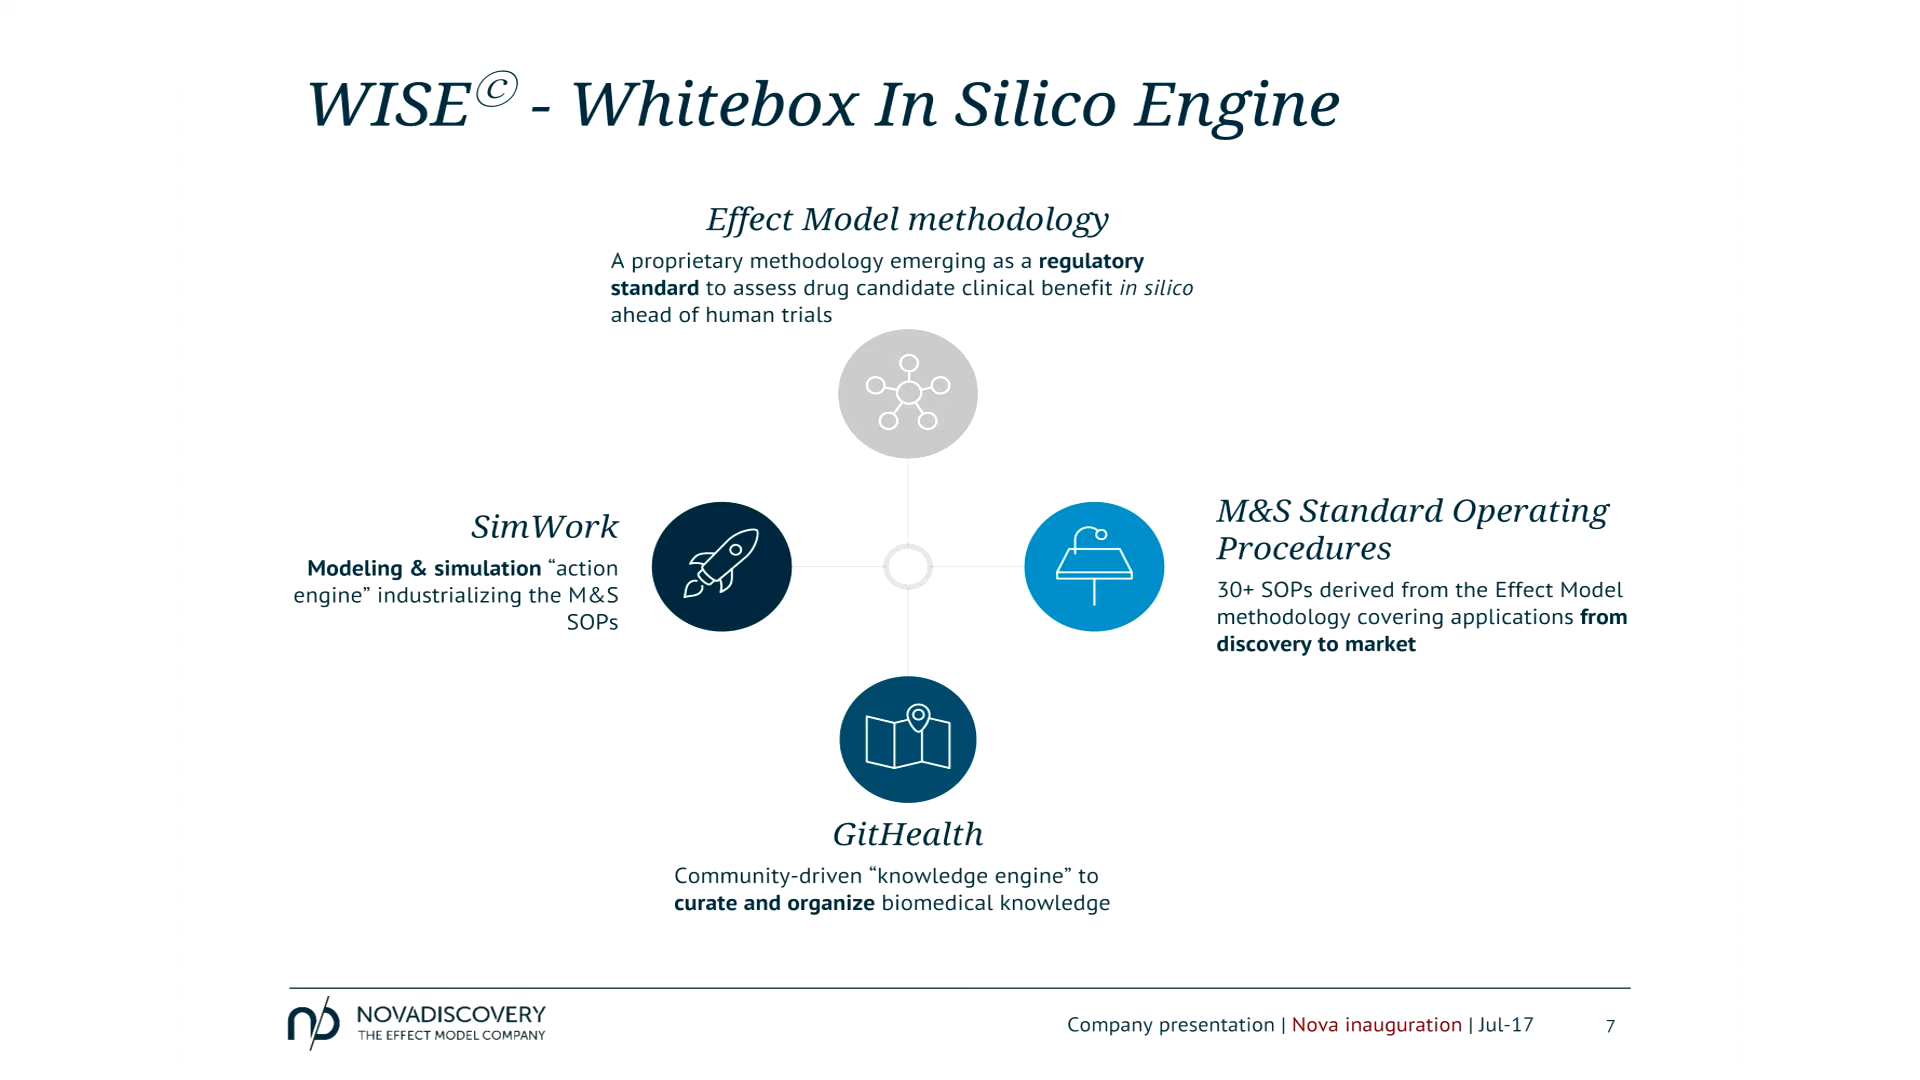 WISE© - Whitebox In Silico Engine
Effect Model methodology
A proprietary methodology emerging as a regulatory
standard to assess drug candidate clinical benefit in silico
ahead of human trials
SimWork
Modeling & simulation “action
engine” industrializing the M&S
SOPs
M&S Standard Operating
Procedures
30+ SOPs derived from the Effect Model
methodology covering applications from
discovery to market
GitHealth
Community-driven “knowledge engine” to
curate and organize biomedical knowledge
NOVADISCOVERY
THE EFFECT MODEL COMPANY
Company presentation | Nova inauguration | Jul-17
7